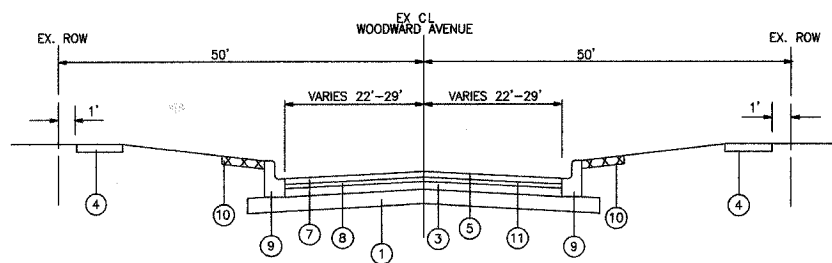 EX CL
WOODWARD AVENUE
EX. ROW
EX. ROW
50'
50'
VARIES 22'-29'
VARIES 22'-29'
1'
1'
4
10
9
7
8
1
3
5
11
9
10
4